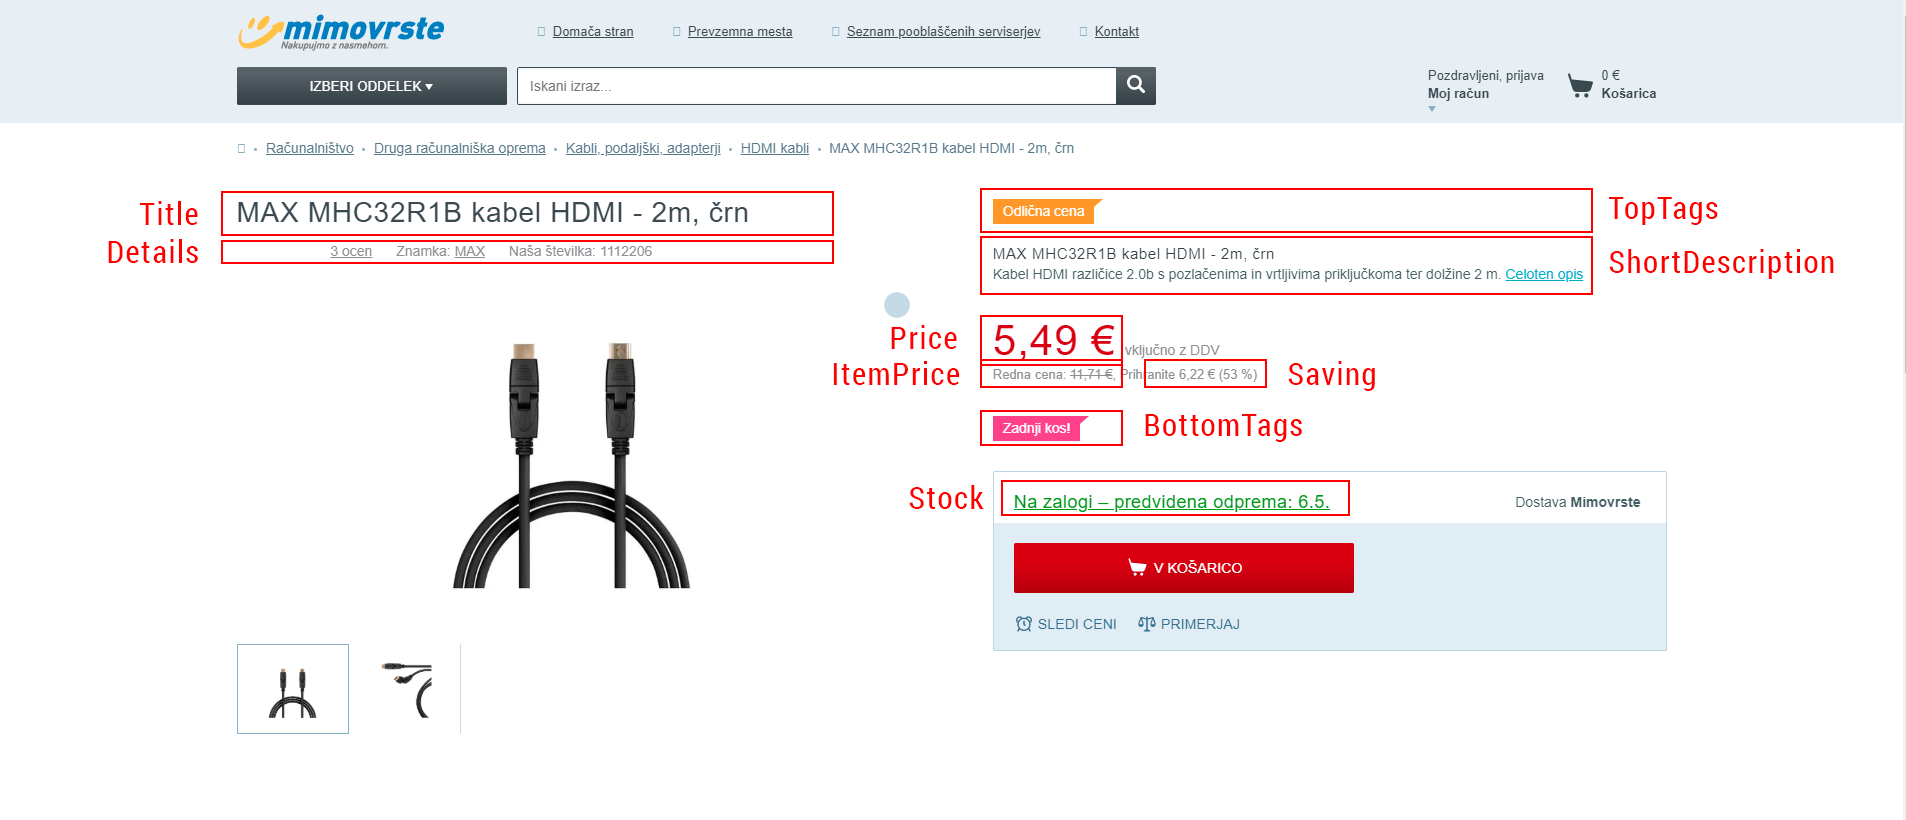 mimovrste
Nakupujmo z nasmehom.
Domača stran
Prevzemna mesta
Seznam pooblaščenih serviserjev
Kontakt
IZBERI ODDELEK
Iskani izraz...
Pozdravljeni, prijava
Moj račun
0 €
Košarica
Računalništvo • Druga računalniška oprema • Kabli, podaljški, adapterji • HDMI kabli • MAX MHC32R1B kabel HDMI - 2m, črn
Title
MAX MHC32R1B kabel HDMI - 2m, črn
Details
3 ocen Znamka: MAX Naša številka: 1112206
Odlična cena
TopTags
MAX MHC32R1B kabel HDMI - 2m, črn
Kabel HDMI različice 2.0b s pozlačenima in vrtljivima priključkoma ter dolžine 2 m. Celoten opis
ShortDescription
Price
5,49 € vključno z DDV
ItemPrice
Redna cena: 11,71 €, Prihranite 6,22 € (53 %)
Saving
Zadnji kos!
BottomTags
Stock
Na zalogi – predvidena odprema: 6.5.
Dostava Mimovrste
V KOŠARICO
SLEDI CENI
PRIMERJAJ